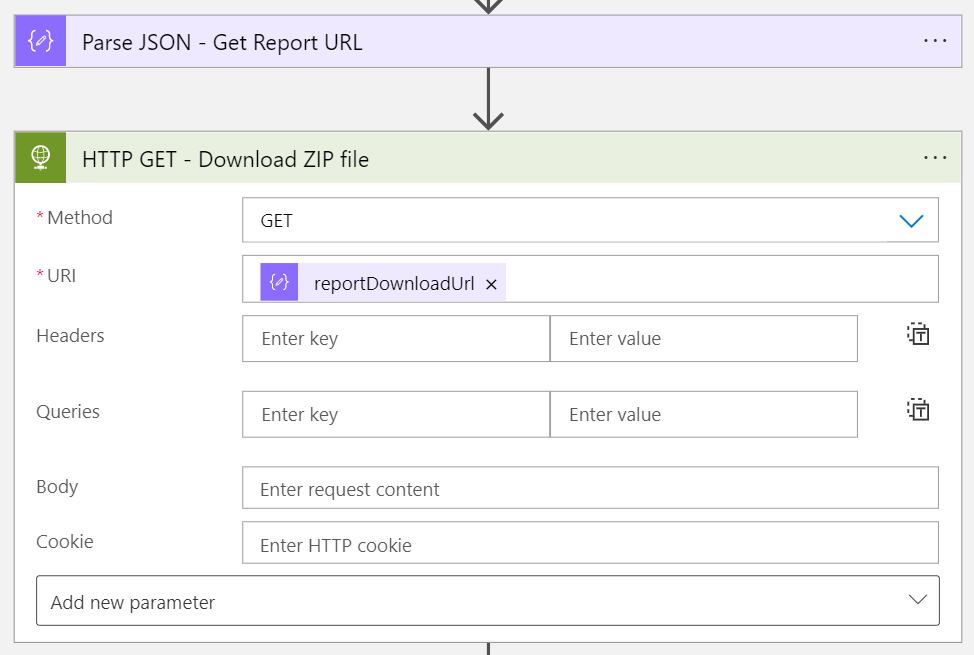 Parse JSON - Get Report URL
HTTP GET - Download ZIP file
* Method
GET
* URI
reportDownloadUrl ×
Headers
Enter key
Enter value
Queries
Enter key
Enter value
Body
Enter request content
Cookie
Enter HTTP cookie
Add new parameter